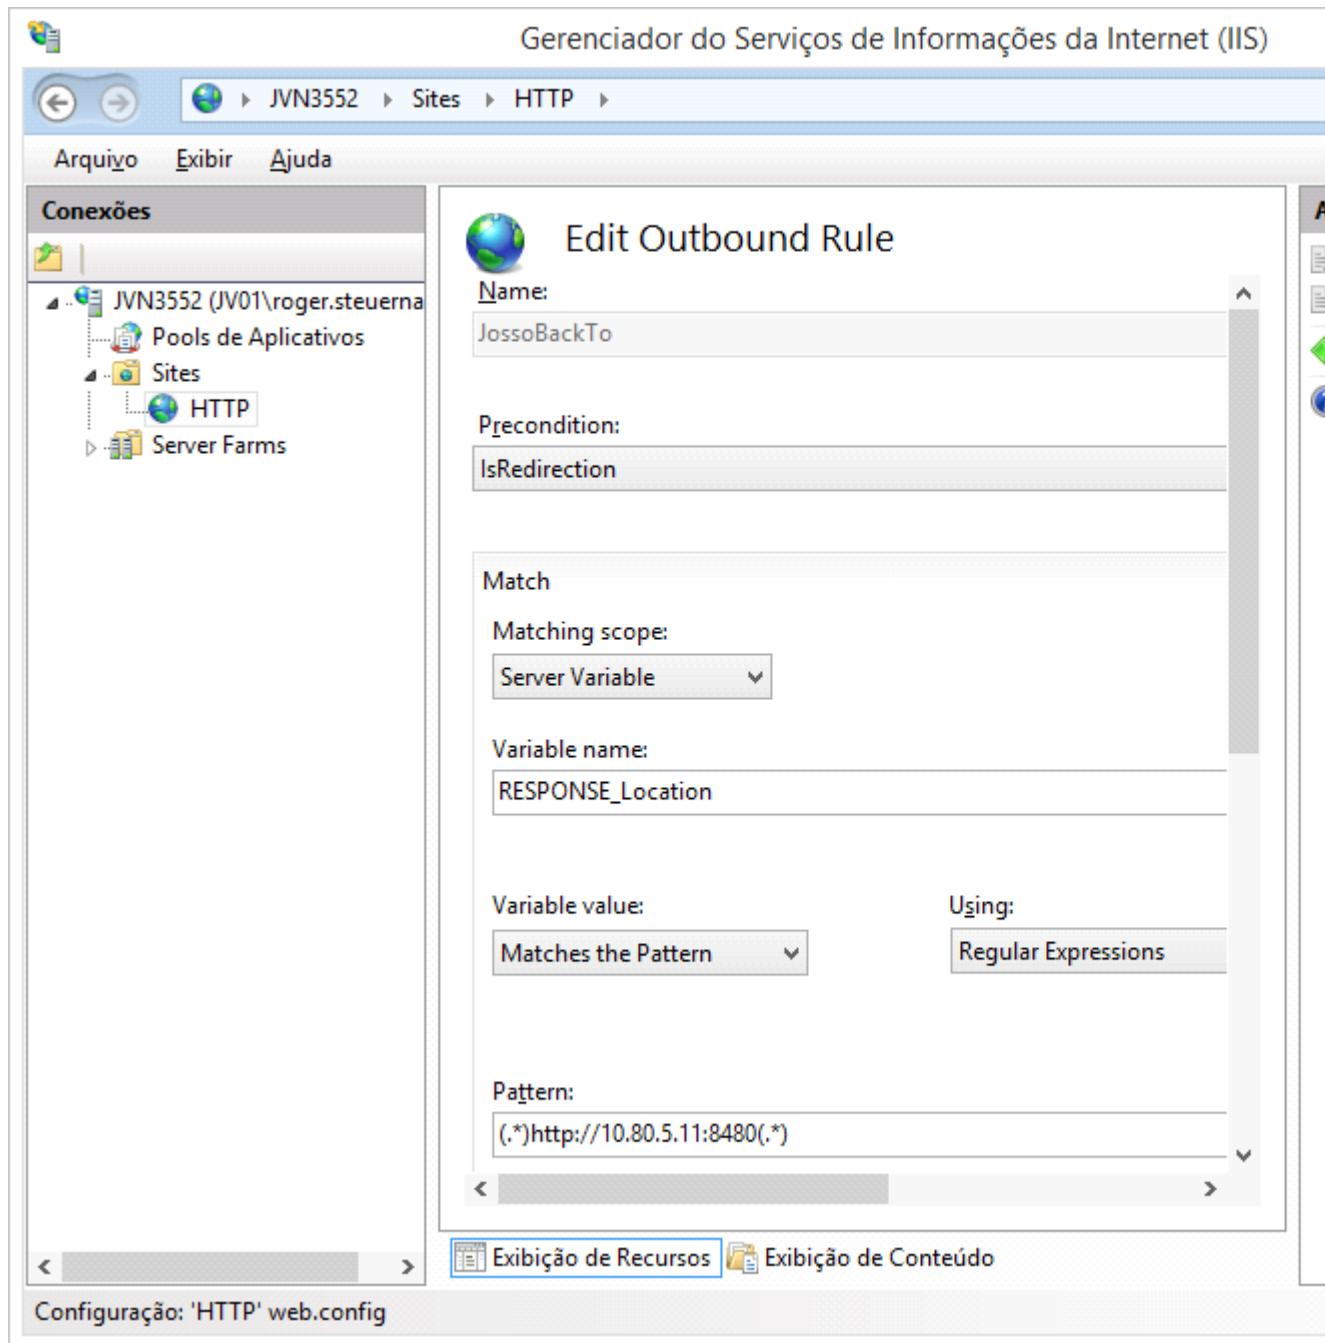 Gerenciador do Serviços de Informações da Internet (IIS)
JVN3552 Sites HTTP
Arquivo Exibir Ajuda
Conexões
JVN3552 (JV01\roger.steuerna
Pools de Aplicativos
Sites
HTTP
Server Farms
Edit Outbound Rule
Name:
JossoBackTo
Precondition:
IsRedirection
Match
Matching scope:
Server Variable
Variable name:
RESPONSE_Location
Variable value: Using:
Matches the Pattern Regular Expressions
Pattern:
(.*)http://10.80.5.11:8480(.*)
Exibição de Recursos Exibição de Conteúdo
Configuração: 'HTTP' web.config
A